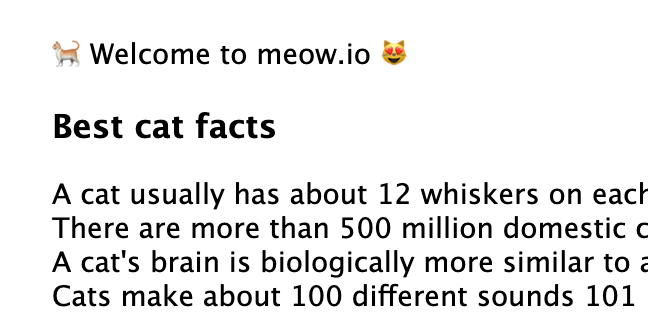 🐈 Welcome to meow.io 😻
Best cat facts
A cat usually has about 12 whiskers on each
There are more than 500 million domestic
A cat's brain is biologically more similar to
Cats make about 100 different sounds 101